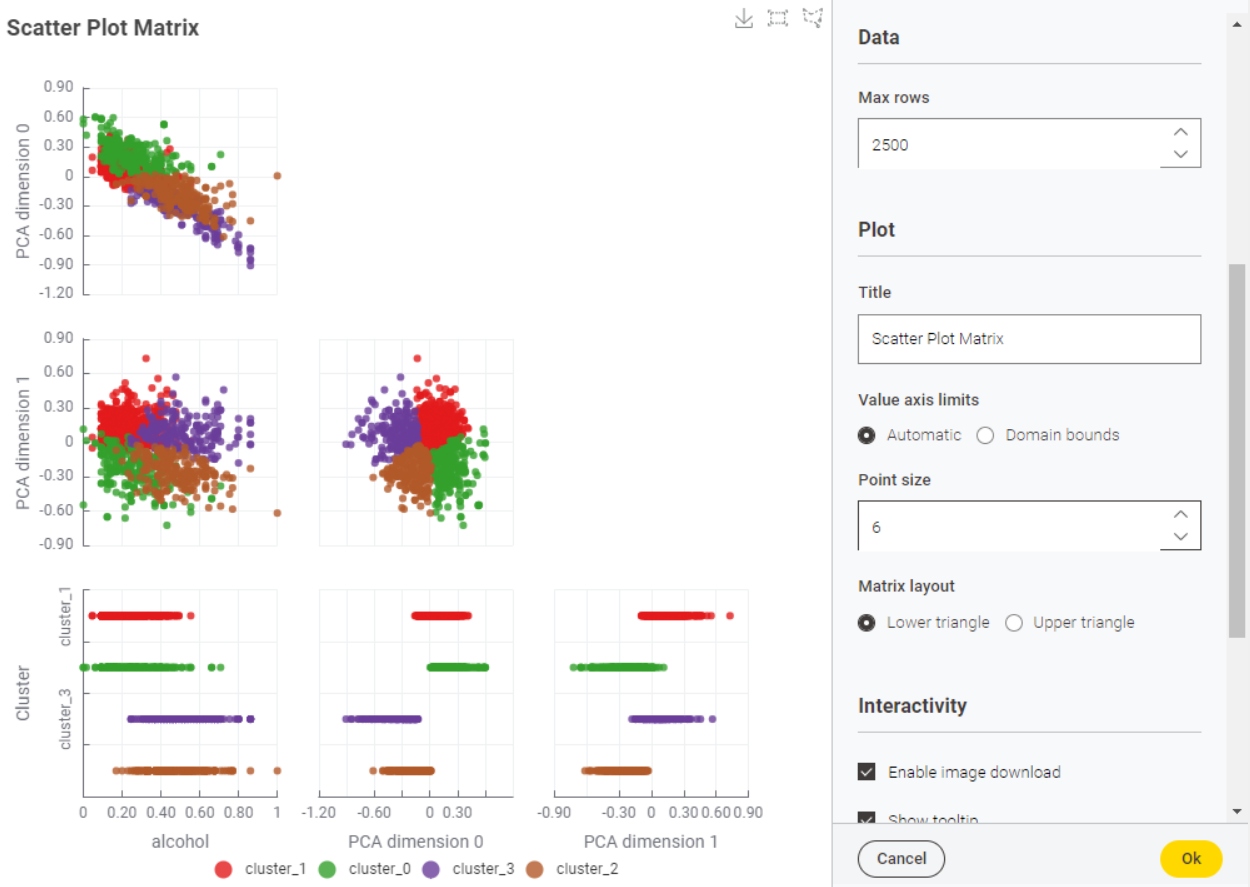 Scatter Plot Matrix
0.90
0.60
0.30
0
-0.30
-0.60
-0.90
-1.20
PCA dimension 0
0.90
0.60
0.30
0
-0.30
-0.60
-0.90
PCA dimension 1
cluster_1
cluster_3
Cluster
0 0.20 0.40 0.60 0.80 1
-1.20 -0.60 0 0.30
-0.90 -0.30 0 0.30 0.60 0.90
alcohol
PCA dimension 0
PCA dimension 1
cluster_1 cluster_0 cluster_3 cluster_2
Data
Max rows
2500
Plot
Title
Scatter Plot Matrix
Value axis limits
Automatic Domain bounds
Point size
6
Matrix layout
Lower triangle Upper triangle
Interactivity
Enable image download
Show tooltip
Cancel Ok